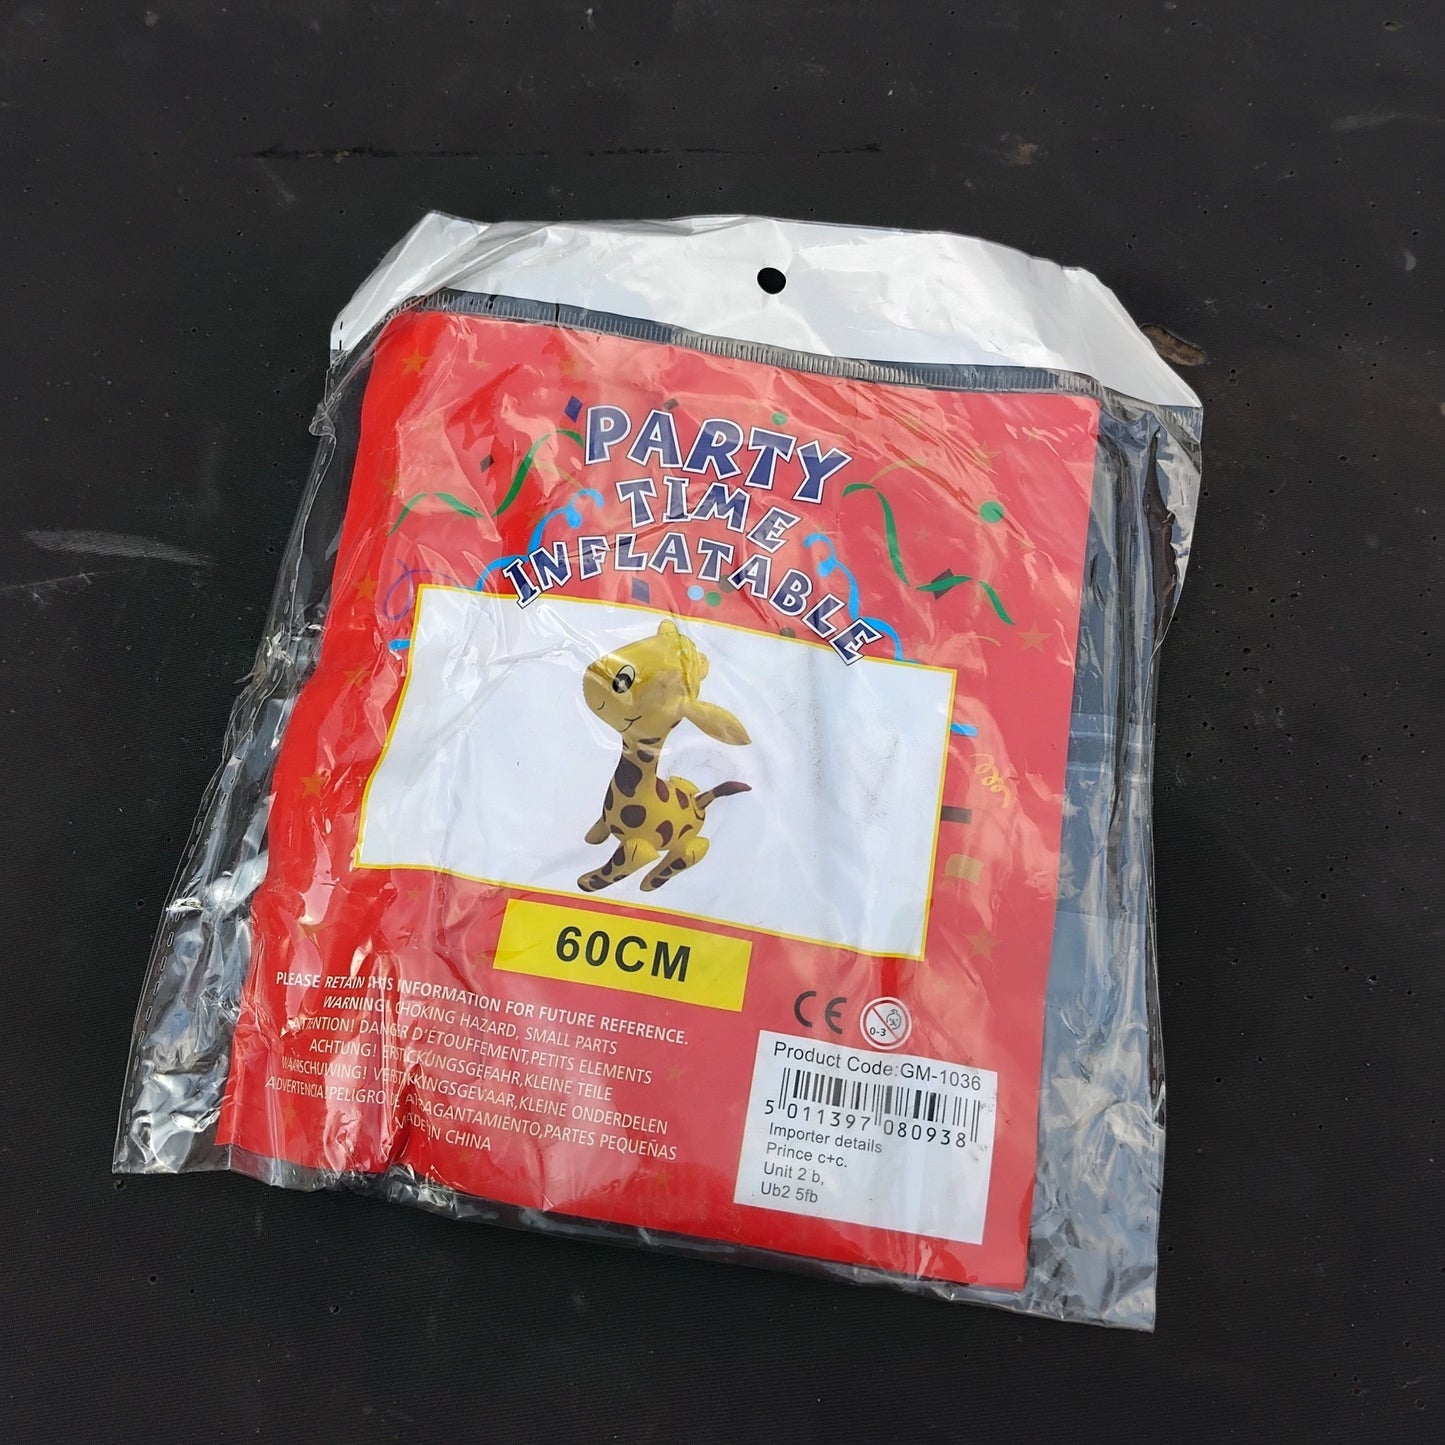 PARTY
TIME
INFLATABLE
60CM
PLEASE RETAIN THIS INFORMATION FOR FUTURE REFERENCE.
WARNING! CHOKING HAZARD, SMALL PARTS
ATTENTION! DANGER D'ÉTOUFFEMENT,PETITS ELEMENTS
ACHTUNG! ERSTICKUNGSGEFAHR,KLEINE TEILE
WAARSCHUWING! VERSTIKKINGSGEVAAR,KLEINE ONDERDELEN
ADVERTENCIA!PELIGRO DE ATRAGANTAMIENTO,PARTES PEQUEÑAS
MADE IN CHINA
CE
0-3
Product Code:GM-1036
5 011397 080938
Importer details
Prince c+c.
Unit 2 b,
Ub2 5fb